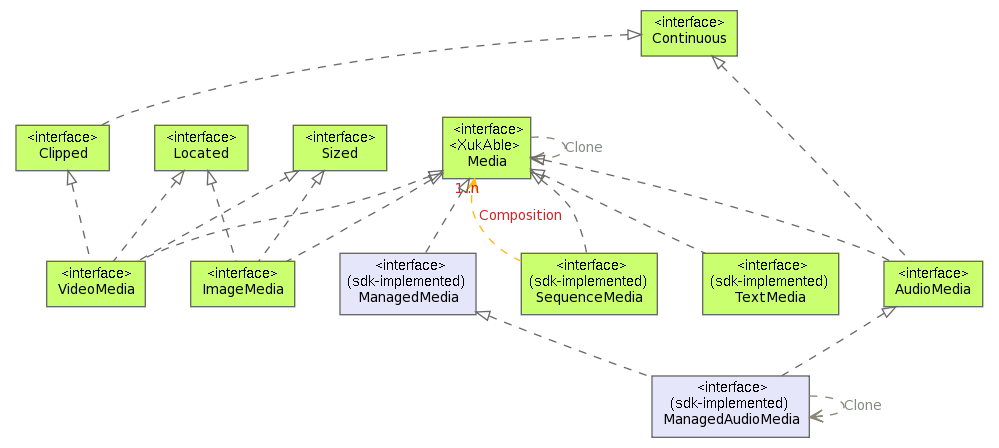 <interface>
Continuous
<interface>
Clipped
<interface>
Located
<interface>
Sized
<interface>
<XukAble>
Media
Clone
1..n
Composition
<interface>
VideoMedia
<interface>
ImageMedia
<interface>
(sdk-implemented)
ManagedMedia
<interface>
(sdk-implemented)
SequenceMedia
<interface>
(sdk-implemented)
TextMedia
<interface>
AudioMedia
<interface>
(sdk-implemented)
ManagedAudioMedia
Clone